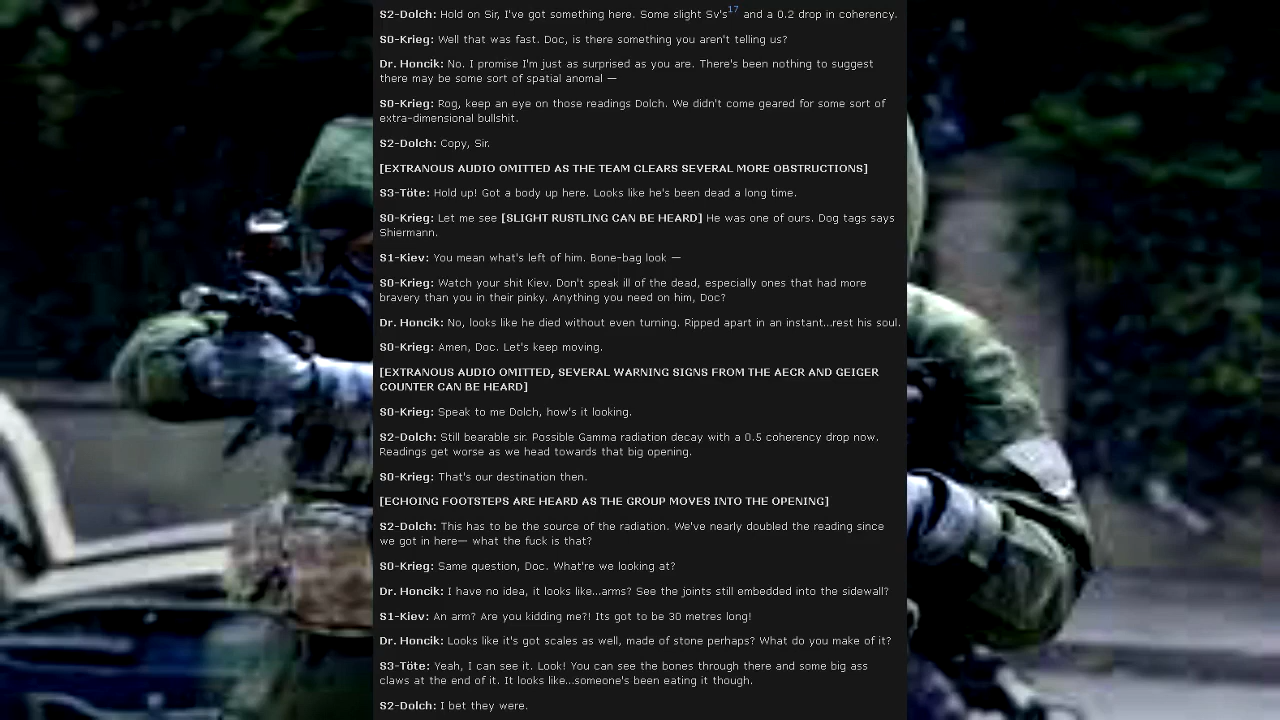 S2-Dolch: Hold on Sir, I've got something here. Some slight Sv's17 and a 0.2 drop in coherency.
S0-Krieg: Well that was fast. Doc, is there something you aren't telling us?
Dr. Honcik: No. I promise I'm just as surprised as you are. There's been nothing to suggest
there may be some sort of spatial anomal —
S0-Krieg: Rog, keep an eye on those readings Dolch. We didn't come geared for some sort of
extra-dimensional bullshit.
S2-Dolch: Copy, Sir.
[EXTRANOUS AUDIO OMITTED AS THE TEAM CLEARS SEVERAL MORE OBSTRUCTIONS]
S3-Töte: Hold up! Got a body up here. Looks like he's been dead a long time.
S0-Krieg: Let me see [SLIGHT RUSTLING CAN BE HEARD] He was one of ours. Dog tags says
Shiermann.
S1-Kiev: You mean what's left of him. Bone-bag look —
S0-Krieg: Watch your shit Kiev. Don't speak ill of the dead, especially ones that had more
bravery than you in their pinky. Anything you need on him, Doc?
Dr. Honcik: No, looks like he died without even turning. Ripped apart in an instant...rest his soul.
S0-Krieg: Amen, Doc. Let's keep moving.
[EXTRANOUS AUDIO OMITTED, SEVERAL WARNING SIGNS FROM THE AECR AND GEIGER
COUNTER CAN BE HEARD]
S0-Krieg: Speak to me Dolch, how's it looking.
S2-Dolch: Still bearable sir. Possible Gamma radiation decay with a 0.5 coherency drop now.
Readings get worse as we head towards that big opening.
S0-Krieg: That's our destination then.
[ECHOING FOOTSTEPS ARE HEARD AS THE GROUP MOVES INTO THE OPENING]
S2-Dolch: This has to be the source of the radiation. We've nearly doubled the reading since
we got in here— what the fuck is that?
S0-Krieg: Same question, Doc. What're we looking at?
Dr. Honcik: I have no idea, it looks like...arms? See the joints still embedded into the sidewall?
S1-Kiev: An arm? Are you kidding me?! Its got to be 30 metres long!
Dr. Honcik: Looks like it's got scales as well, made of stone perhaps? What do you make of it?
S3-Töte: Yeah, I can see it. Look! You can see the bones through there and some big ass
claws at the end of it. It looks like...someone's been eating it though.
S2-Dolch: I bet they were.